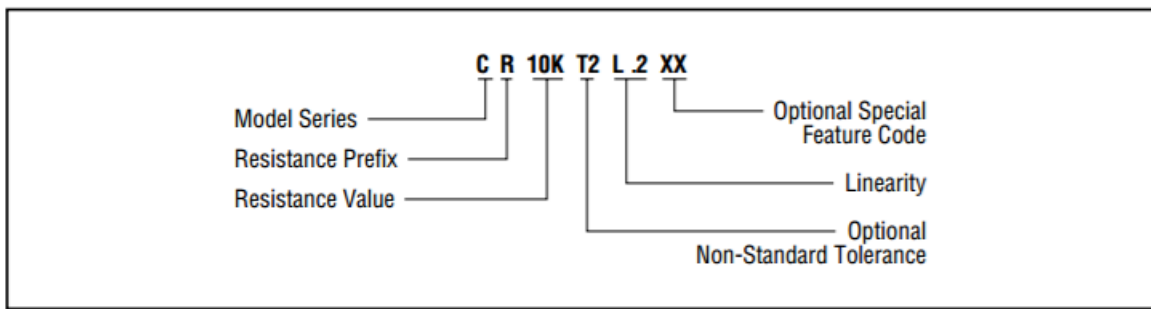 C R 10K T2 L .2 XX
Model Series
Resistance Prefix
Resistance Value
Optional Special
Feature Code
Linearity
Optional
Non-Standard Tolerance